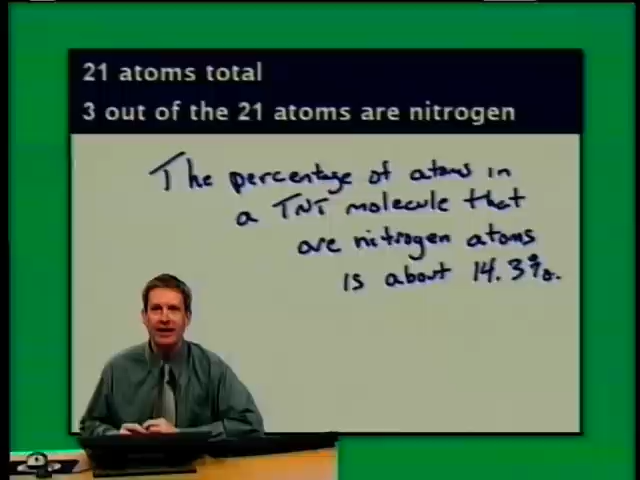 21 atoms total
3 out of the 21 atoms are nitrogen
The percentage of atoms in
a TNT molecule that
are nitrogen atoms
is about 14.3%.